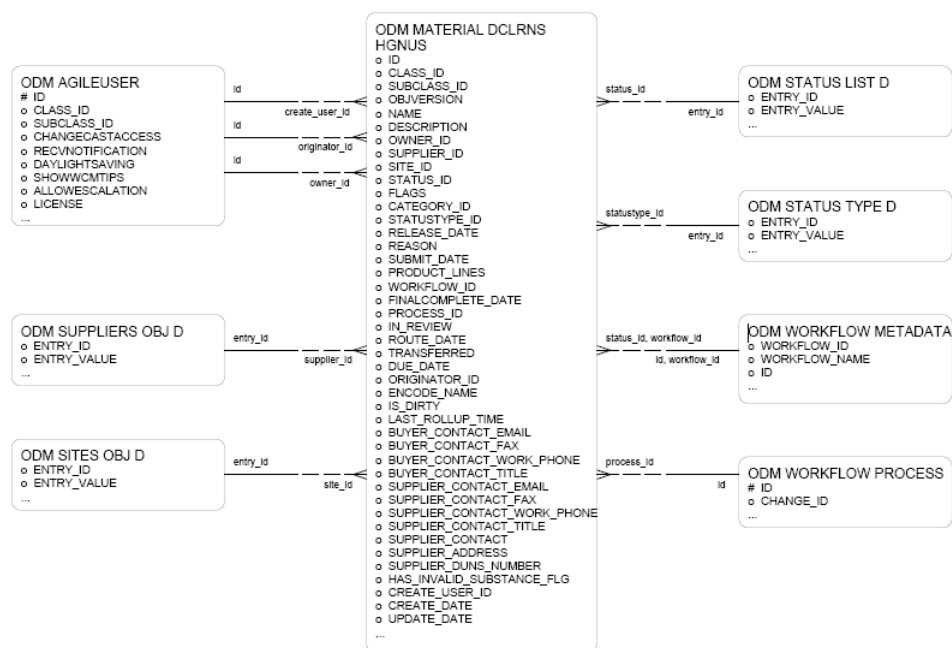 ODM AGILEUSER
# ID
o CLASS_ID
o SUBCLASS_ID
o CHANGECASTACCESS
o RECVNOTIFICATION
o DAYLIGHTSAVING
o SHOWWCMTIPS
o ALLOWESCALATION
o LICENSE
...
id
create_user_id
id
originator_id
id
owner_id
ODM SUPPLIERS OBJ D
o ENTRY_ID
o ENTRY_VALUE
...
entry_id
supplier_id
ODM SITES OBJ D
o ENTRY_ID
o ENTRY_VALUE
...
entry_id
site_id
ODM MATERIAL DCLRNS
HGNUS
o ID
o CLASS_ID
o SUBCLASS_ID
o OBJVERSION
o NAME
o DESCRIPTION
o OWNER_ID
o SUPPLIER_ID
o SITE_ID
o STATUS_ID
o FLAGS
o CATEGORY_ID
o STATUSTYPE_ID
o RELEASE_DATE
o REASON
o SUBMIT_DATE
o PRODUCT_LINES
o WORKFLOW_ID
o FINALCOMPLETE_DATE
o PROCESS_ID
o IN_REVIEW
o ROUTE_DATE
o TRANSFERRED
o DUE_DATE
o ORIGINATOR_ID
o ENCODE_NAME
o IS_DIRTY
o LAST_ROLLUP_TIME
o BUYER_CONTACT_EMAIL
o BUYER_CONTACT_FAX
o BUYER_CONTACT_WORK_PHONE
o BUYER_CONTACT_TITLE
o SUPPLIER_CONTACT_EMAIL
o SUPPLIER_CONTACT_FAX
o SUPPLIER_CONTACT_WORK_PHONE
o SUPPLIER_CONTACT_TITLE
o SUPPLIER_CONTACT
o SUPPLIER_ADDRESS
o SUPPLIER_DUNS_NUMBER
o HAS_INVALID_SUBSTANCE_FLG
o CREATE_USER_ID
o CREATE_DATE
o UPDATE_DATE
...
status_id
entry_id
ODM STATUS LIST D
o ENTRY_ID
o ENTRY_VALUE
...
statustype_id
entry_id
ODM STATUS TYPE D
o ENTRY_ID
o ENTRY_VALUE
...
status_id, workflow_id
id, workflow_id
ODM WORKFLOW METADATA
o WORKFLOW_ID
o WORKFLOW_NAME
o ID
...
process_id
id
ODM WORKFLOW PROCESS
# ID
o CHANGE_ID
...